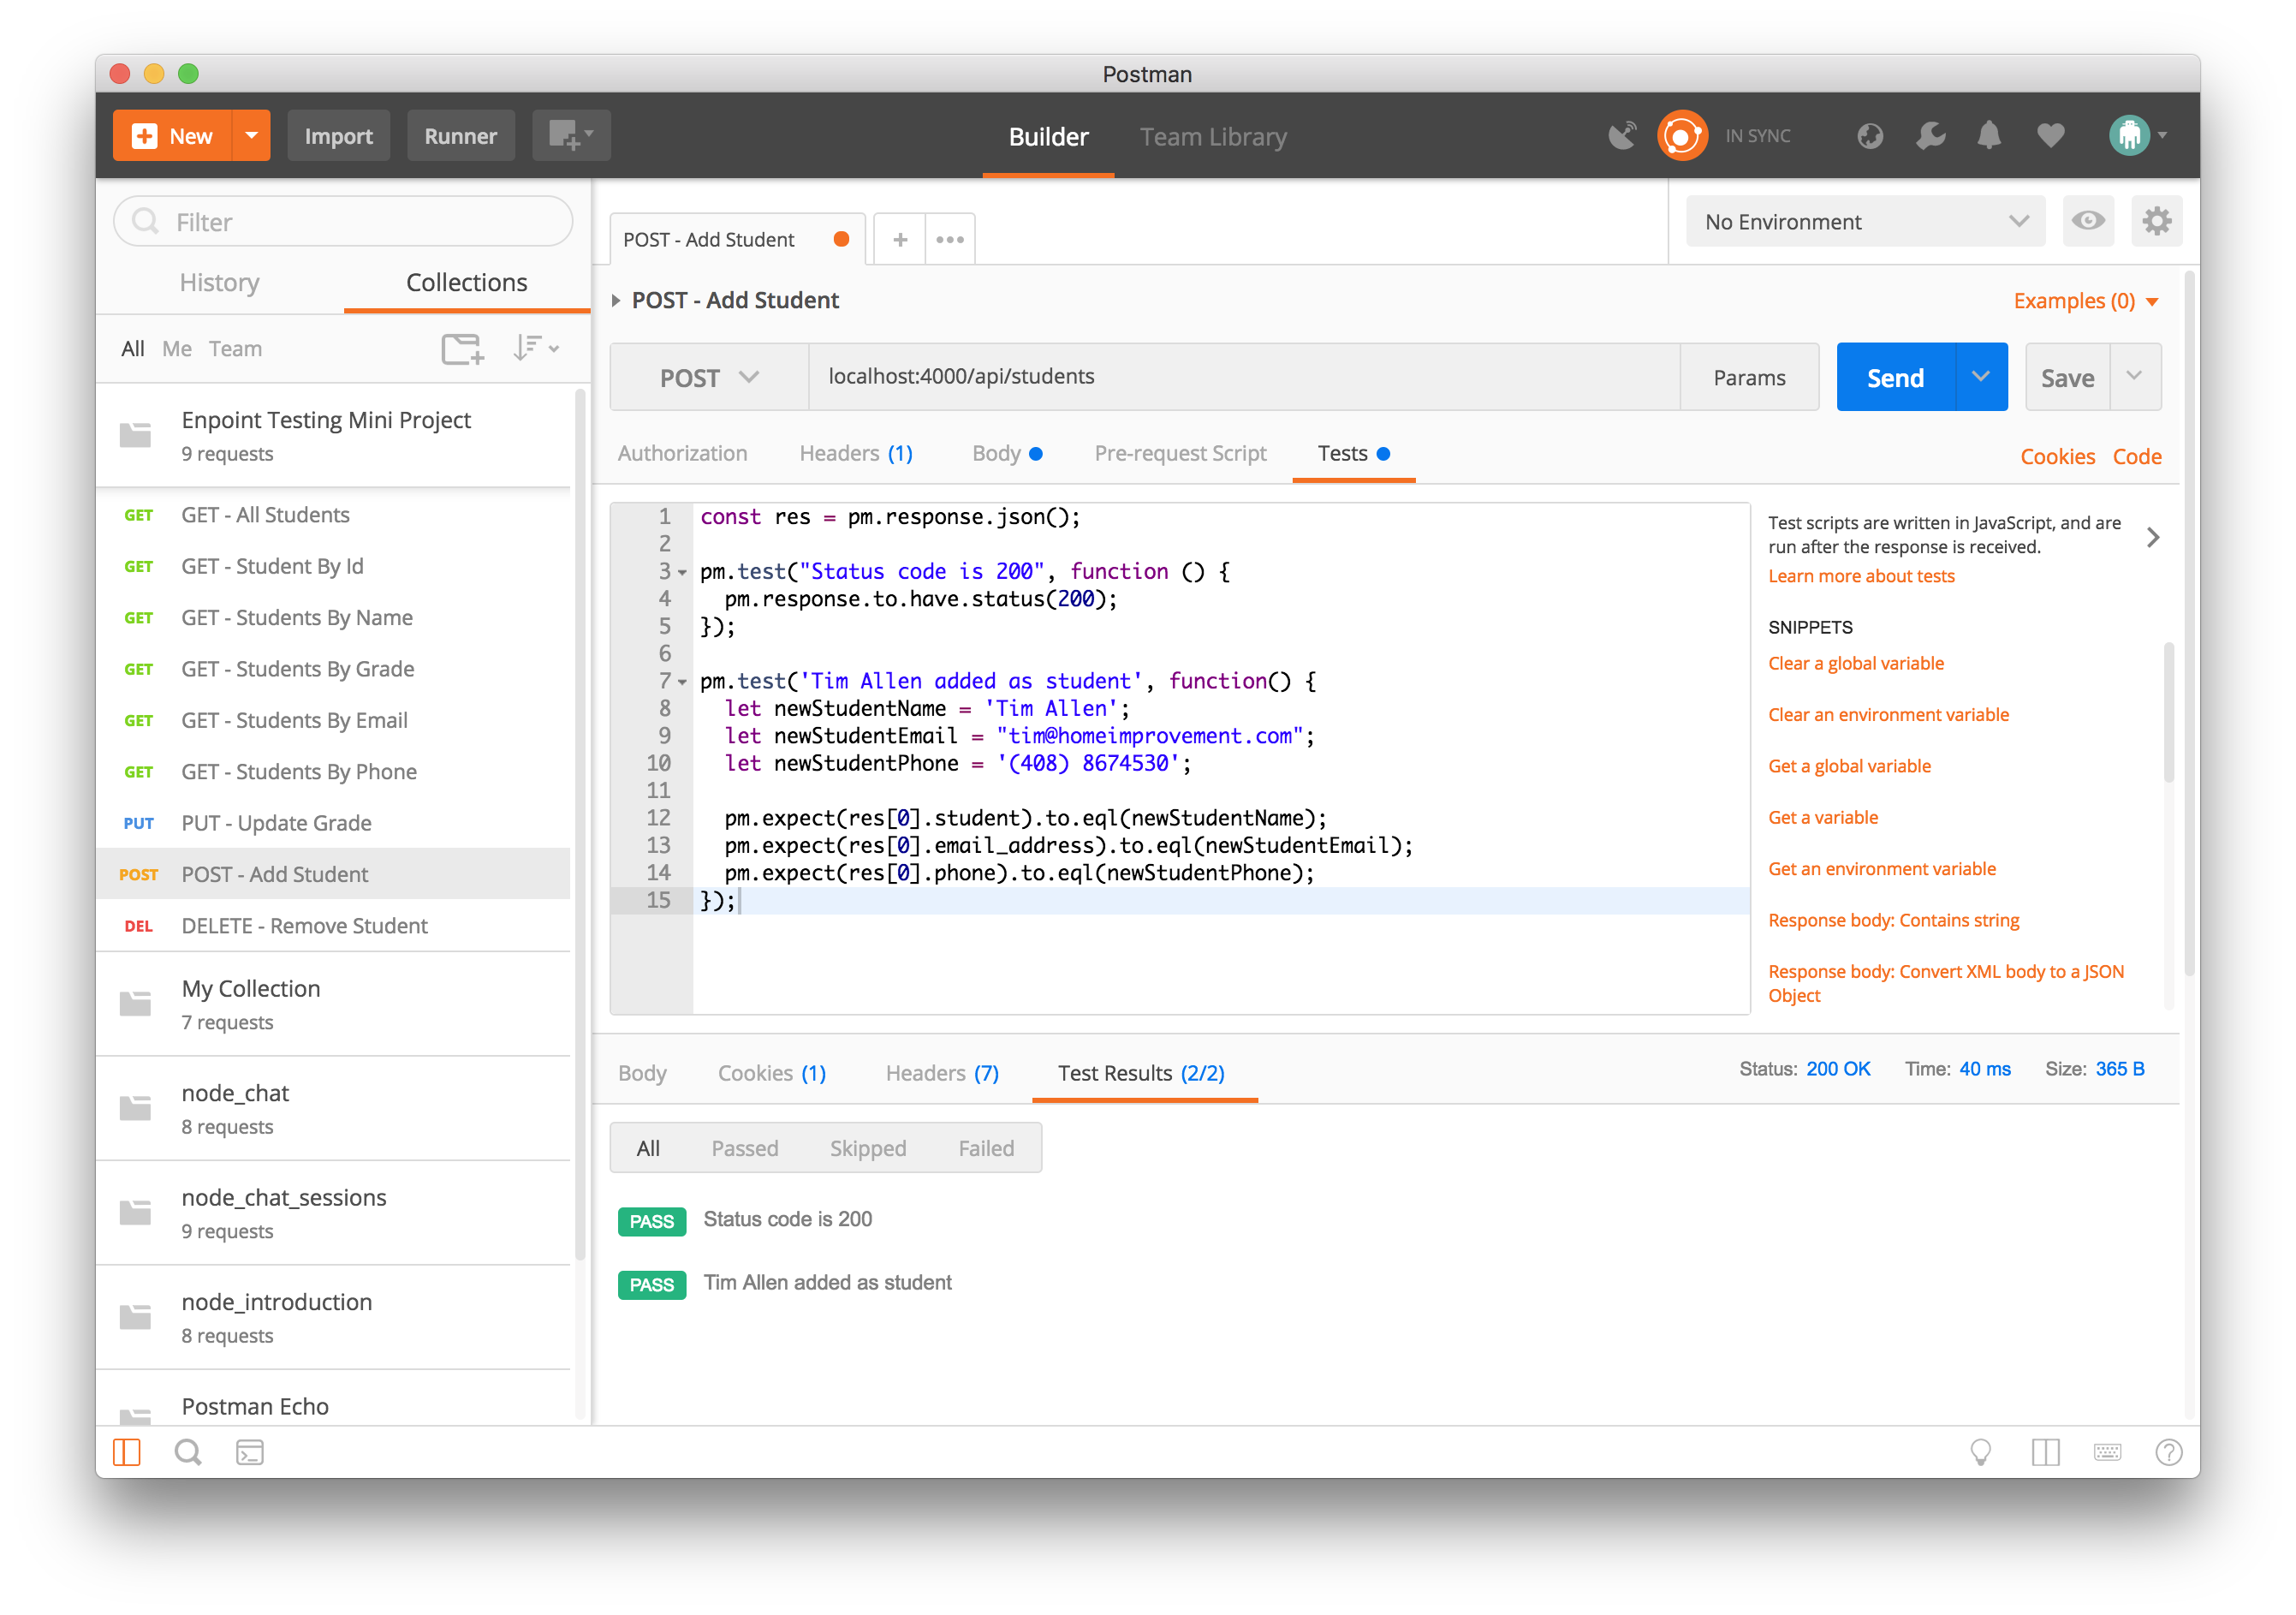 Postman
New
Import
Runner
Builder
Team Library
IN SYNC
Filter
History
Collections
All Me Team
Enpoint Testing Mini Project
9 requests
GET GET - All Students
GET GET - Student By Id
GET GET - Students By Name
GET GET - Students By Grade
GET GET - Students By Email
GET GET - Students By Phone
PUT PUT - Update Grade
POST POST - Add Student
DEL DELETE - Remove Student
My Collection
7 requests
node_chat
8 requests
node_chat_sessions
9 requests
node_introduction
8 requests
Postman Echo
POST - Add Student
No Environment
POST - Add Student
Examples (0)
POST
localhost:4000/api/students
Params
Send
Save
Authorization
Headers (1)
Body
Pre-request Script
Tests
Cookies Code
1 const res = pm.response.json();
2
3 pm.test("Status code is 200", function () {
4 pm.response.to.have.status(200);
5 });
6
7 pm.test('Tim Allen added as student', function() {
8 let newStudentName = 'Tim Allen';
9 let newStudentEmail = "tim@homeimprovement.com";
10 let newStudentPhone = '(408) 8674530';
11
12 pm.expect(res[0].student).to.eql(newStudentName);
13 pm.expect(res[0].email_address).to.eql(newStudentEmail);
14 pm.expect(res[0].phone).to.eql(newStudentPhone);
15 });
Test scripts are written in JavaScript, and are
run after the response is received.
Learn more about tests
SNIPPETS
Clear a global variable
Clear an environment variable
Get a global variable
Get a variable
Get an environment variable
Response body: Contains string
Response body: Convert XML body to a JSON
Object
Body
Cookies (1)
Headers (7)
Test Results (2/2)
Status: 200 OK
Time: 40 ms
Size: 365 B
All
Passed
Skipped
Failed
PASS Status code is 200
PASS Tim Allen added as student